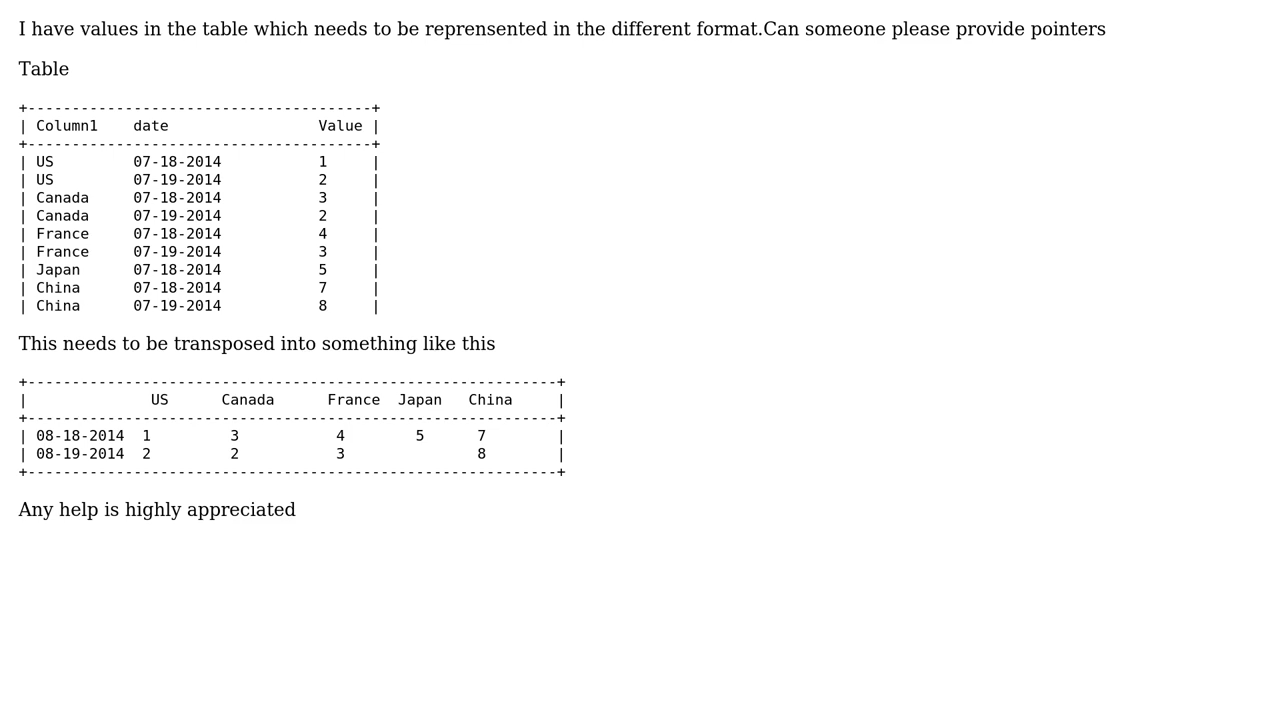 I have values in the table which needs to be reprensented in the different format.Can someone please provide pointers
Table
+---------------------------------------+
| Column1    date                 Value |
+---------------------------------------+
| US         07-18-2014           1     |
| US         07-19-2014           2     |
| Canada     07-18-2014           3     |
| Canada     07-19-2014           2     |
| France     07-18-2014           4     |
| France     07-19-2014           3     |
| Japan      07-18-2014           5     |
| China      07-18-2014           7     |
| China      07-19-2014           8     |
This needs to be transposed into something like this
+------------------------------------------------------------+
|              US      Canada      France  Japan   China     |
+------------------------------------------------------------+
| 08-18-2014  1         3           4        5      7        |
| 08-19-2014  2         2           3               8        |
+------------------------------------------------------------+
Any help is highly appreciated